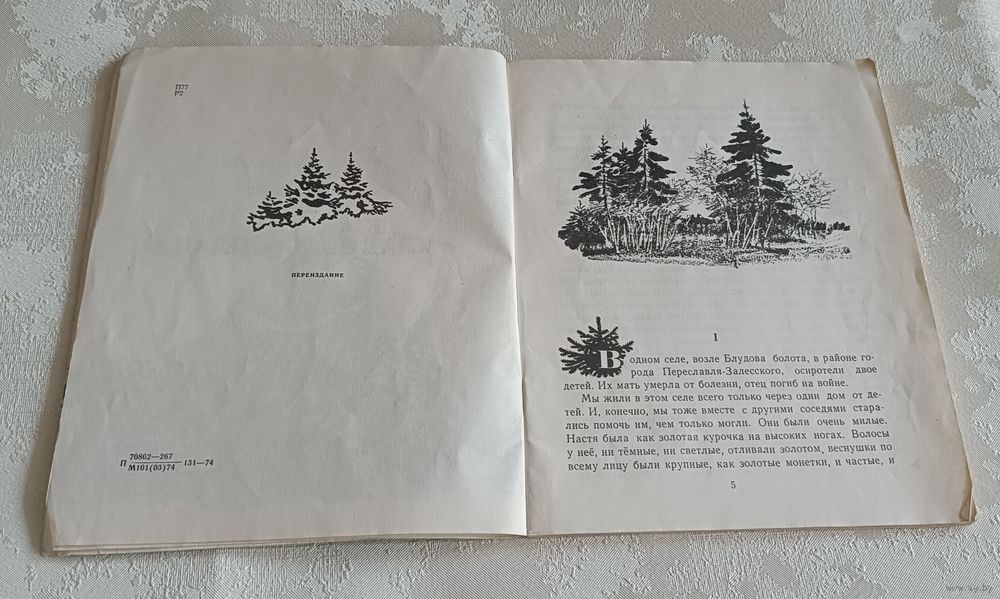 П77
Р2
ПЕРЕИЗДАНИЕ
П 70802—267 / М101(03)74 131—74
I
В одном селе, возле Блудова болота, в районе го-
рода Переславля-Залесского, осиротели двое
детей. Их мать умерла от болезни, отец погиб на войне.
Мы жили в этом селе всего только через один дом от де-
тей. И, конечно, мы тоже вместе с другими соседями стара-
лись помочь им, чем только могли. Они были очень милые.
Настя была как золотая курочка на высоких ногах. Волосы
у неё, ни тёмные, ни светлые, отливали золотом, веснушки по
всему лицу были крупные, как золотые монетки, и частые, и
5
www.ay.by